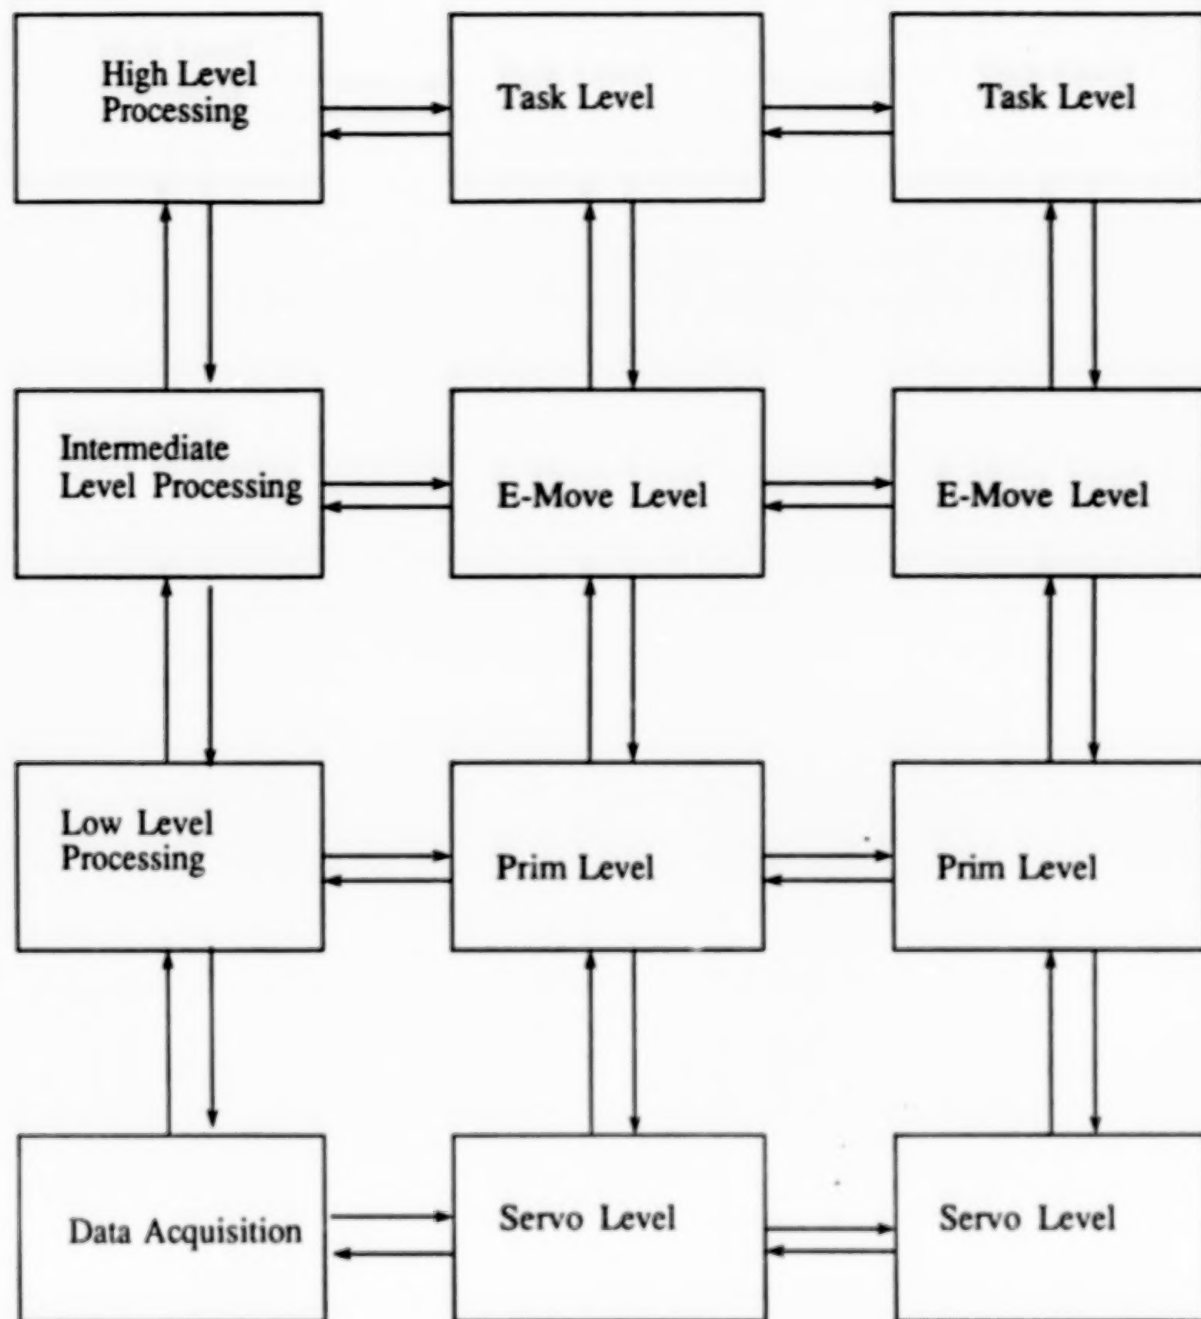 High Level
Processing
Task Level
Task Level
Intermediate
Level Processing
E-Move Level
E-Move Level
Low Level
Processing
Prim Level
Prim Level
Data Acquisition
Servo Level
Servo Level